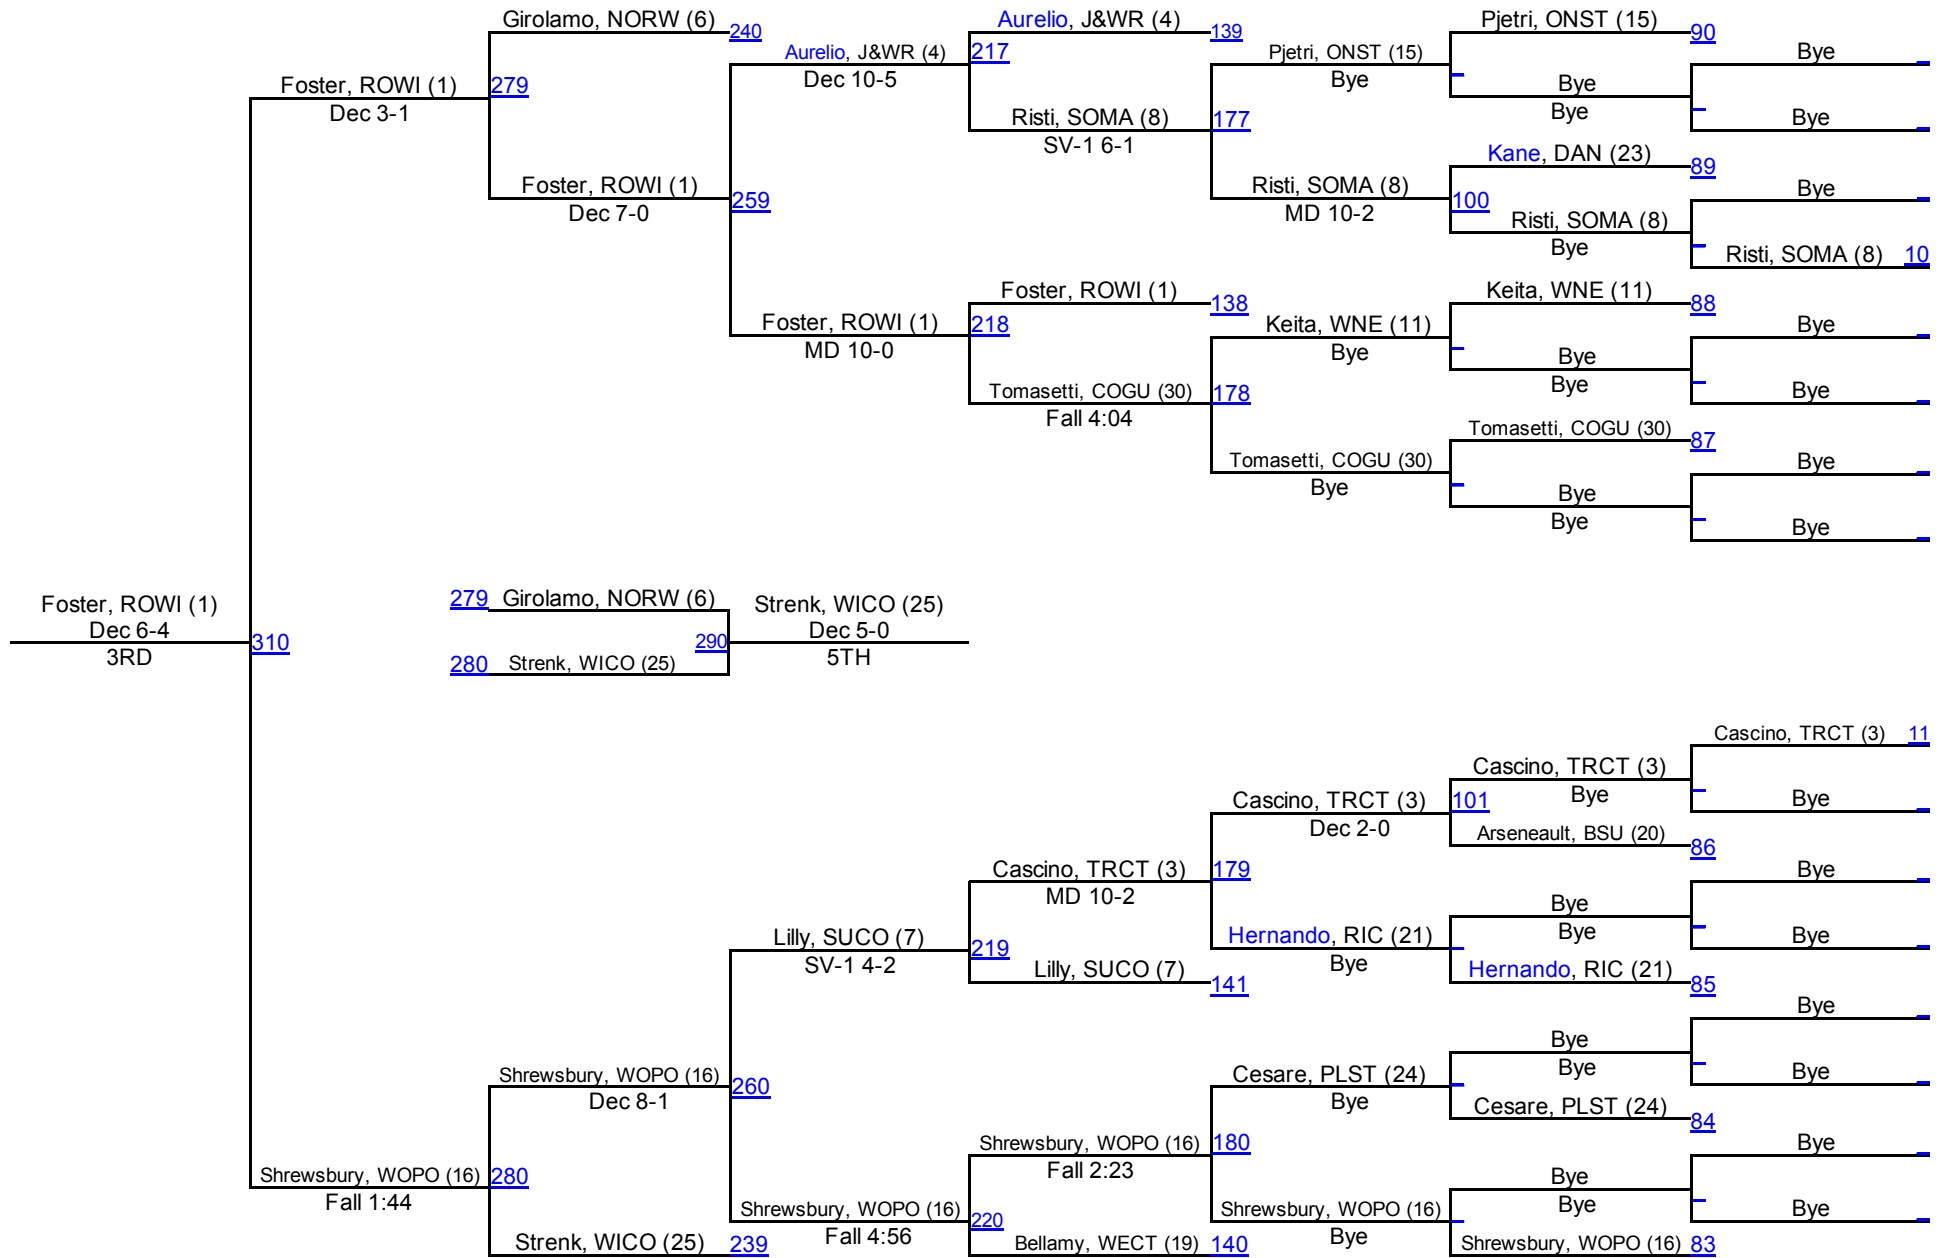 Girolamo, NORW (6) 240
Aurelio, J&WR (4) 139
Pjetri, ONST (15) 90
Aurelio, J&WR (4) 217
Pjetri, ONST (15)
Bye
Foster, ROWI (1) 279
Dec 10-5
Bye
Bye
Dec 3-1
Risti, SOMA (8) 177
Bye
Bye
SV-1 6-1
Kane, DAN (23) 89
Foster, ROWI (1) 259
Risti, SOMA (8) 100
Bye
Dec 7-0
MD 10-2
Risti, SOMA (8)
Bye
Risti, SOMA (8) 10
Foster, ROWI (1) 138
Keita, WNE (11) 88
Foster, ROWI (1) 218
Keita, WNE (11)
Bye
MD 10-0
Bye
Bye
Tomasetti, COGU (30) 178
Bye
Bye
Fall 4:04
Tomasetti, COGU (30) 87
Tomasetti, COGU (30)
Bye
Bye
Bye
Bye
Bye
Foster, ROWI (1)
Dec 6-4
3RD
310
279 Girolamo, NORW (6)
Strenk, WICO (25)
Dec 5-0
5TH
290
280 Strenk, WICO (25)
Cascino, TRCT (3) 11
Cascino, TRCT (3)
Bye
Bye
Cascino, TRCT (3) 101
Dec 2-0
Arseneault, BSU (20) 86
Cascino, TRCT (3) 179
Bye
MD 10-2
Bye
Bye
Lilly, SUCO (7) 219
Hernando, RIC (21)
Bye
SV-1 4-2
Bye
Lilly, SUCO (7) 141
Hernando, RIC (21) 85
Bye
Bye
Bye
Shrewsbury, WOPO (16) 260
Cesare, PLST (24)
Bye
Dec 8-1
Bye
Cesare, PLST (24) 84
Shrewsbury, WOPO (16) 180
Bye
Shrewsbury, WOPO (16) 280
Fall 2:23
Bye
Fall 1:44
Bye
Shrewsbury, WOPO (16) 220
Shrewsbury, WOPO (16)
Bye
Fall 4:56
Bye
Strenk, WICO (25) 239
Bellamy, WECT (19) 140
Shrewsbury, WOPO (16) 83